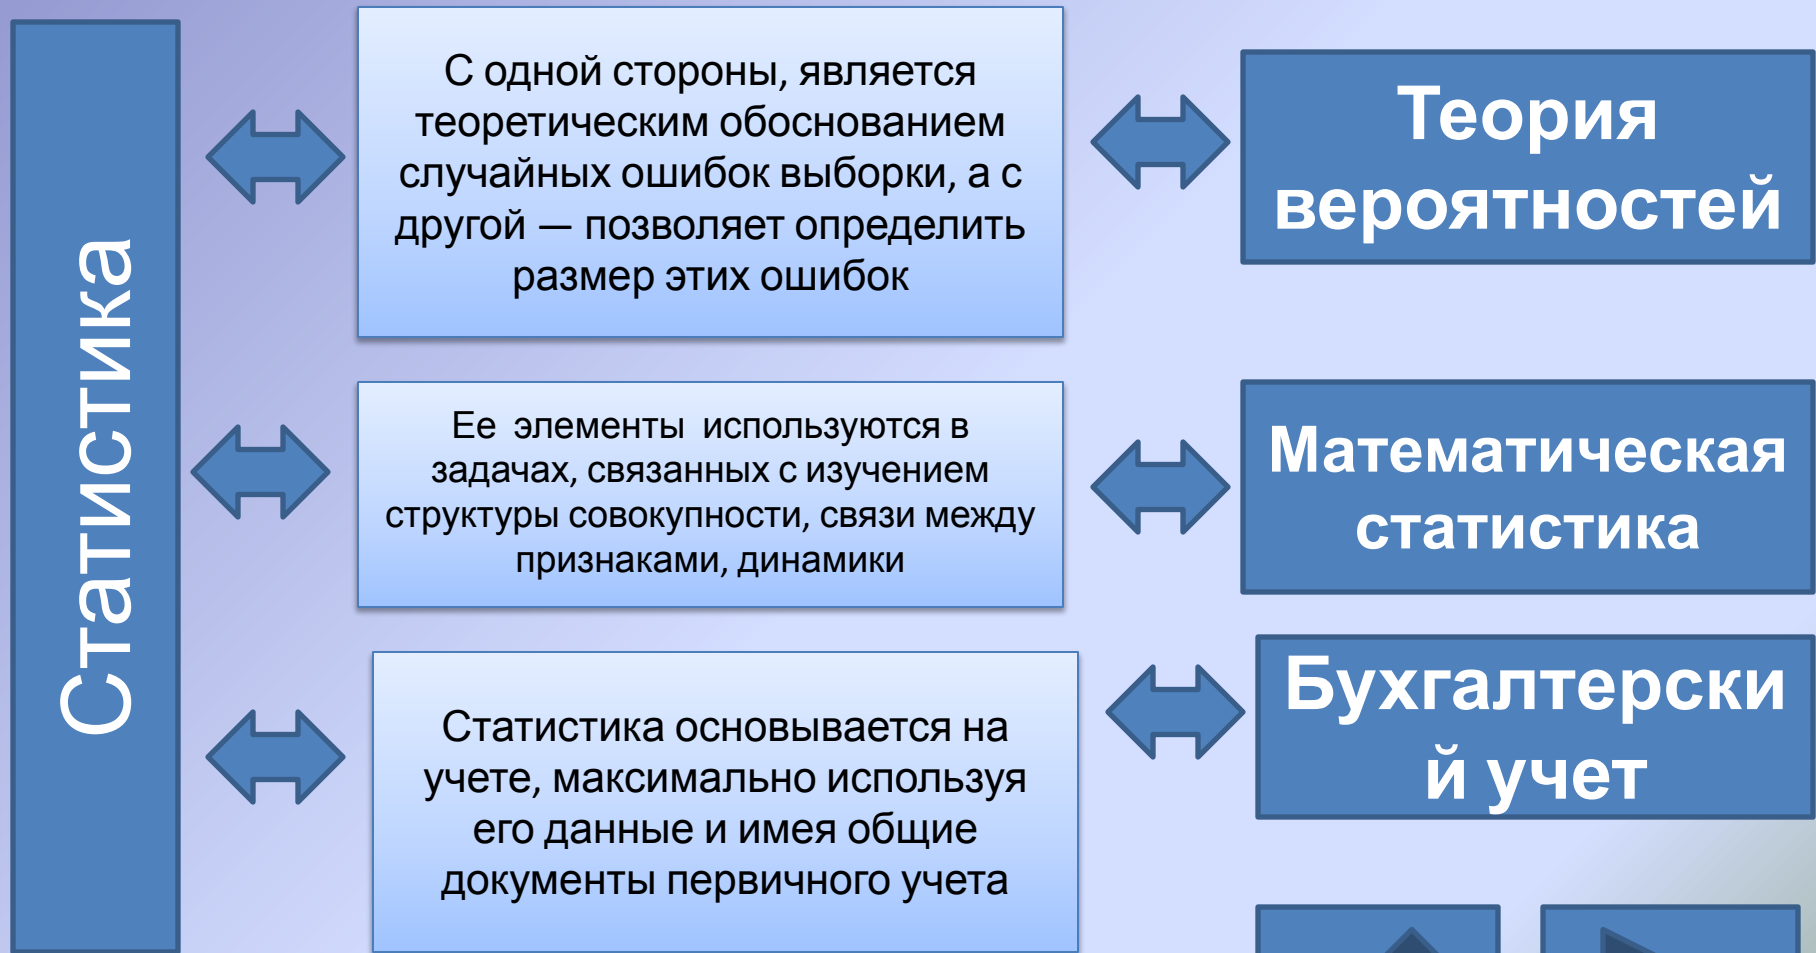 Статистика
С одной стороны, является
теоретическим обоснованием
случайных ошибок выборки, а с
другой — позволяет определить
размер этих ошибок
Теория
вероятностей
Ее элементы используются в
задачах, связанных с изучением
структуры совокупности, связи между
признаками, динамики
Математическая
статистика
Статистика основывается на
учете, максимально используя
его данные и имея общие
документы первичного учета
Бухгалтерски
й учет